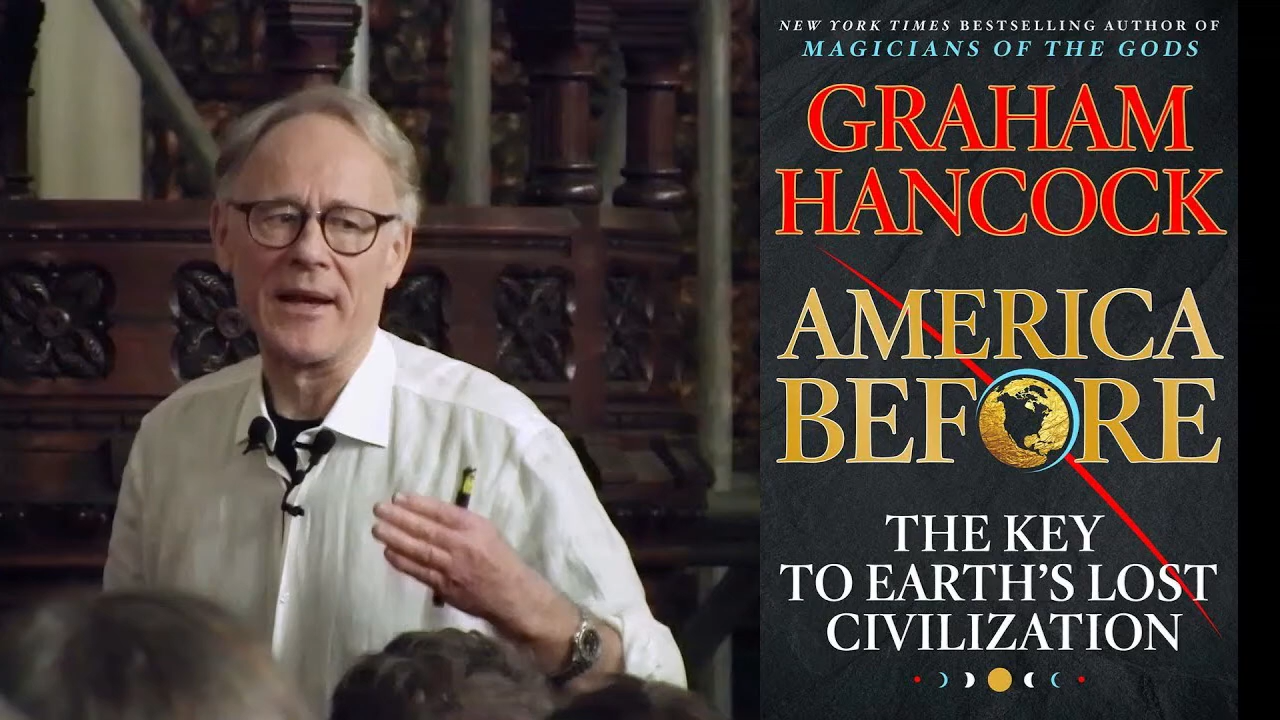 NEW YORK TIMES BESTSELLING AUTHOR OF
MAGICIANS OF THE GODS
GRAHAM
HANCOCK
AMERICA
BEFORE
THE KEY
TO EARTH'S LOST
CIVILIZATION